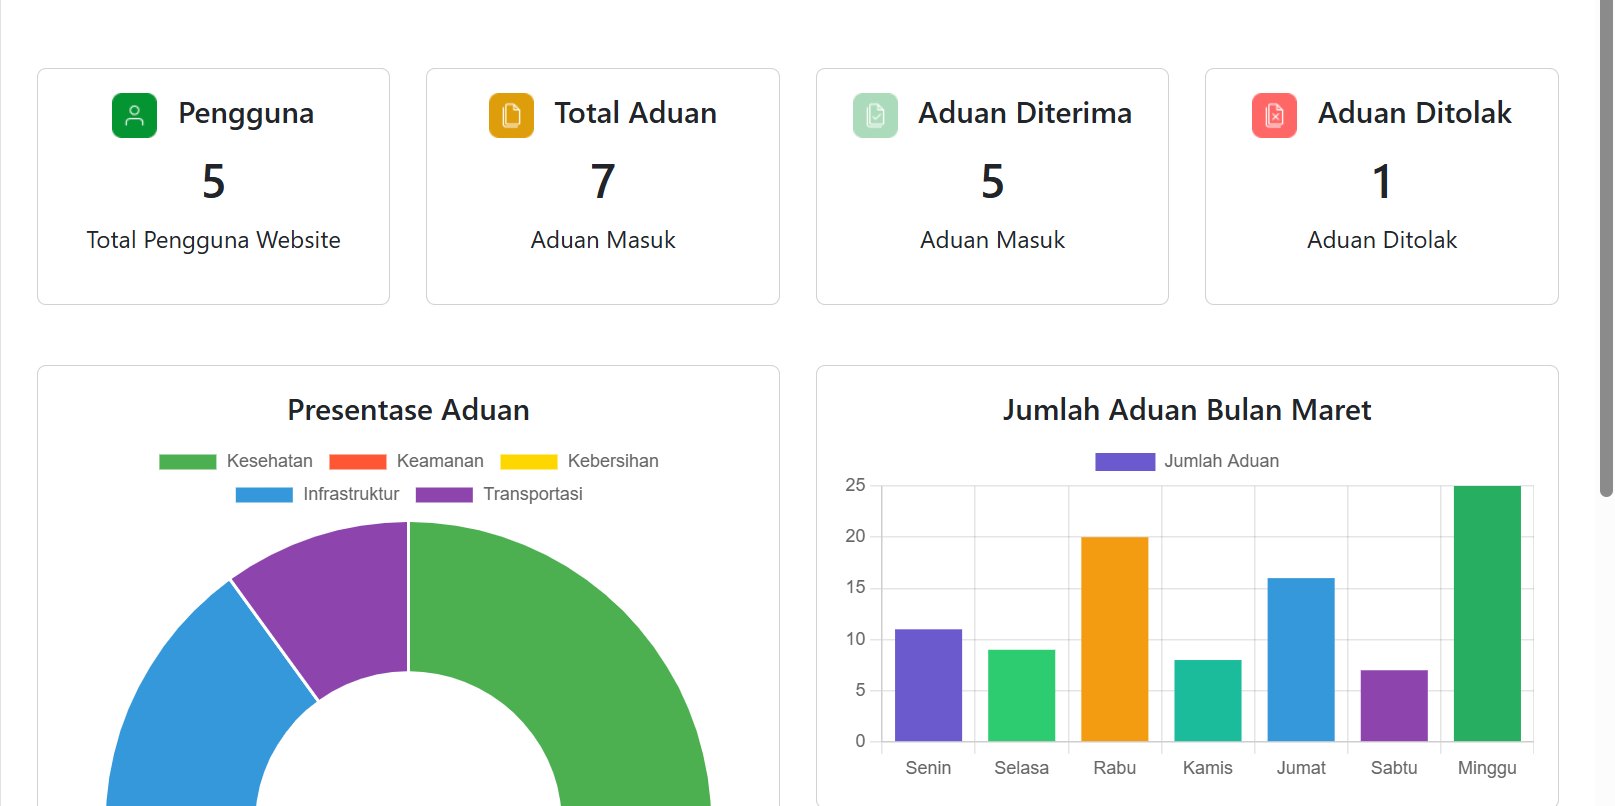 Pengguna
5
Total Pengguna Website
Total Aduan
7
Aduan Masuk
Aduan Diterima
5
Aduan Masuk
Aduan Ditolak
1
Aduan Ditolak
Presentase Aduan
Kesehatan Keamanan Kebersihan
Infrastruktur Transportasi
Jumlah Aduan Bulan Maret
Jumlah Aduan
25
20
15
10
5
0
Senin Selasa Rabu Kamis Jumat Sabtu Minggu